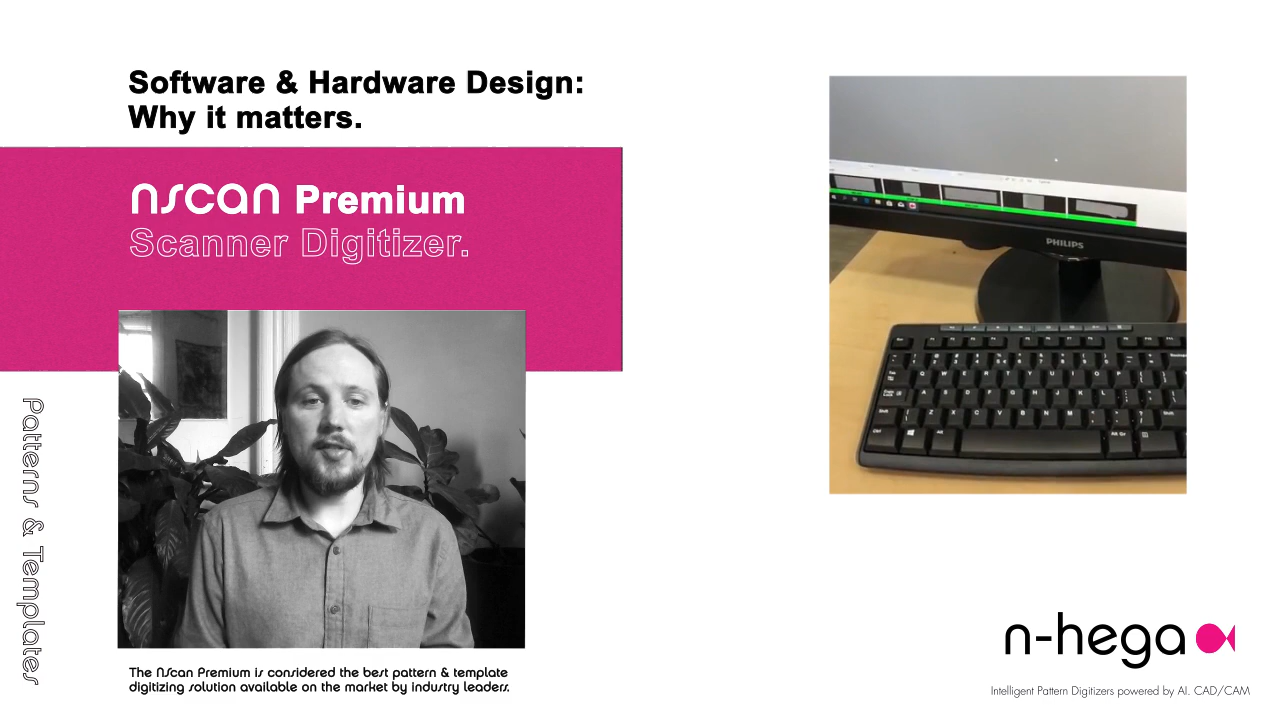 Software & Hardware Design:
Why it matters.
nscan Premium
Scanner Digitizer.
Patterns & Templates
The NScan Premium is considered the best pattern & template
digitizing solution available on the market by industry leaders.
PHILIPS
Q W E R T Y U I O P
A S D F G H J K L
Z X C V B N M
n-hega
Intelligent Pattern Digitizers powered by AI. CAD/CAM